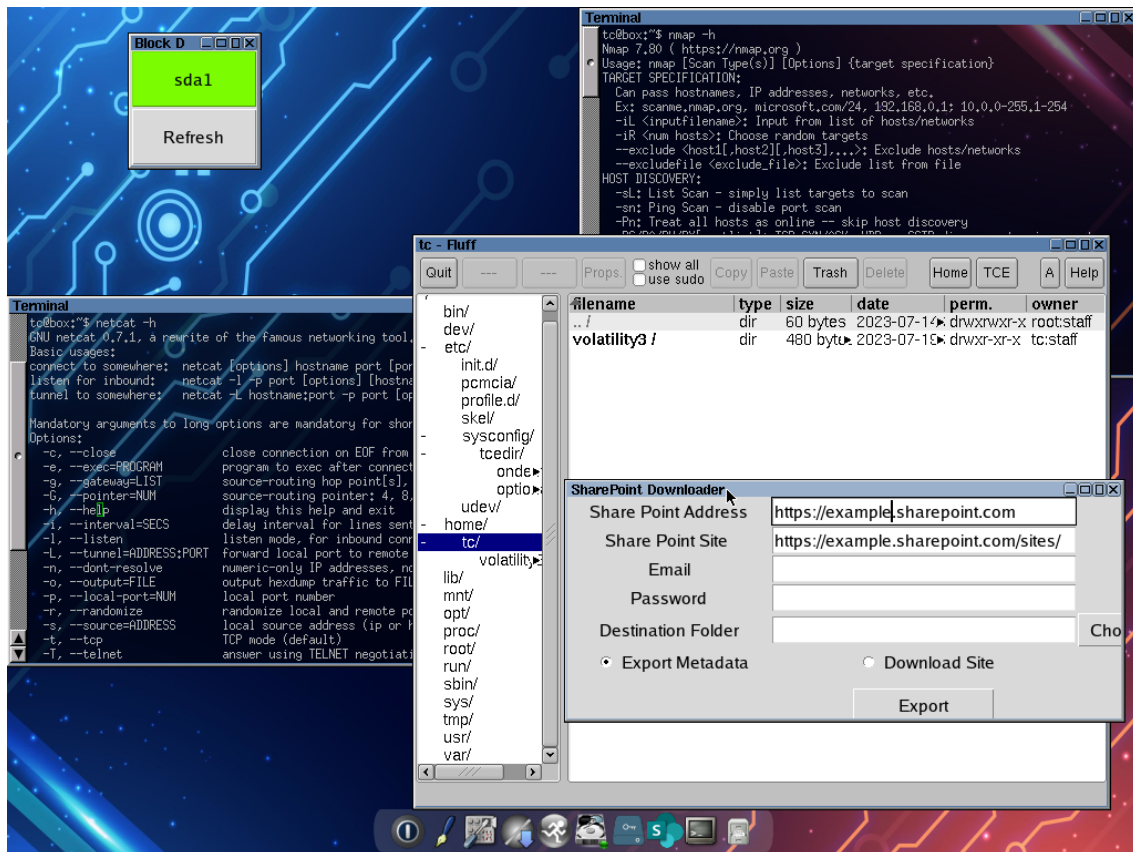 Block D
sda1
Refresh
Terminal
tc@box:~$ nmap -h
Nmap 7.80 ( https://nmap.org )
Usage: nmap [Scan Type(s)] [Options] {target specification}
TARGET SPECIFICATION:
Can pass hostnames, IP addresses, networks, etc.
Ex: scanme.nmap.org, microsoft.com/24, 192.168.0.1; 10.0.0-255.1-254
-iL <inputfilename>: Input from list of hosts/networks
-iR <num hosts>: Choose random targets
--exclude <host1[,host2][,host3],...>: Exclude hosts/networks
--excludefile <exclude_file>: Exclude list from file
HOST DISCOVERY:
-sL: List Scan - simply list targets to scan
-sn: Ping Scan - disable port scan
-Pn: Treat all hosts as online -- skip host discovery
Terminal
tc@box:~$ netcat -h
GNU netcat 0.7.1, a rewrite of the famous networking tool.
Basic usages:
connect to somewhere: netcat [options] hostname port [por
listen for inbound: netcat -l -p port [options] [hostna
tunnel to somewhere: netcat -L hostname:port -p port [op
Mandatory arguments to long options are mandatory for shor
Options:
-c, --close close connection on EOF from
-e, --exec=PROGRAM program to exec after connect
-g, --gateway=LIST source-routing hop point[s],
-G, --pointer=NUM source-routing pointer: 4, 8,
-h, --help display this help and exit
-i, --interval=SECS delay interval for lines sent
-l, --listen listen mode, for inbound conn
-L, --tunnel=ADDRESS:PORT forward local port to remote
-n, --dont-resolve numeric-only IP addresses, no
-o, --output=FILE output hexdump traffic to FIL
-p, --local-port=NUM local port number
-r, --randomize randomize local and remote po
-s, --source=ADDRESS local source address (ip or h
-t, --tcp TCP mode (default)
-T, --telnet answer using TELNET negotiati
tc - Fluff
Quit --- --- Props. show all use sudo Copy Paste Trash Delete Home TCE A Help
/
bin/
dev/
- etc/
init.d/
pcmcia/
profile.d/
skel/
- sysconfig/
- tcedir/
onde
optio
udev/
- home/
- tc/
volatility3
lib/
mnt/
opt/
proc/
root/
run/
sbin/
sys/
tmp/
usr/
var/
filename type size date perm. owner
.. / dir 60 bytes 2023-07-14 drwxrwxr-x root:staff
volatility3 / dir 480 byt 2023-07-19 drwxr-xr-x tc:staff
SharePoint Downloader
Share Point Address https://example.sharepoint.com
Share Point Site https://example.sharepoint.com/sites/
Email
Password
Destination Folder Cho
Export Metadata Download Site
Export
S